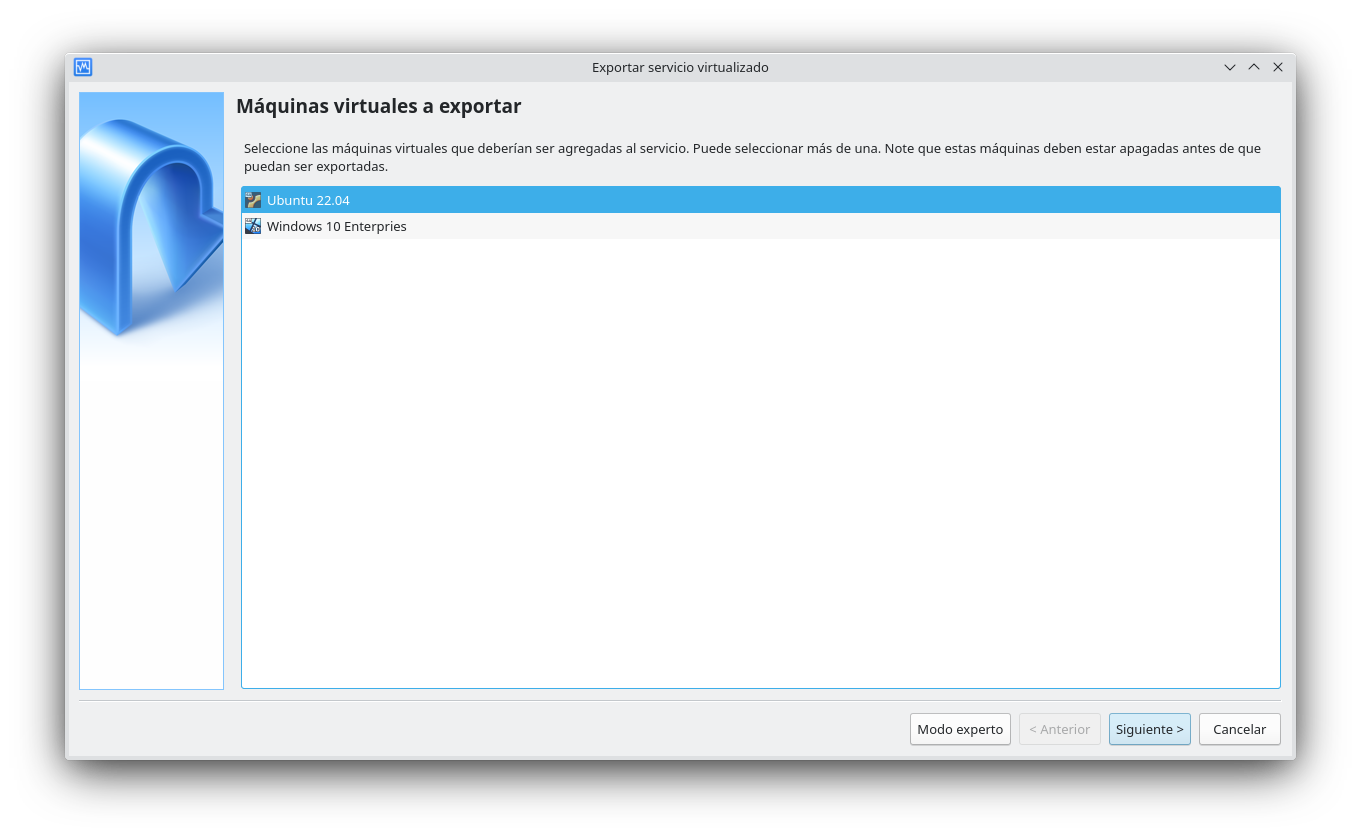 Exportar servicio virtualizado
Máquinas virtuales a exportar
Seleccione las máquinas virtuales que deberían ser agregadas al servicio. Puede seleccionar más de una. Note que estas máquinas deben estar apagadas antes de que
puedan ser exportadas.
Ubuntu 22.04
Windows 10 Enterpries
Modo experto
< Anterior
Siguiente >
Cancelar